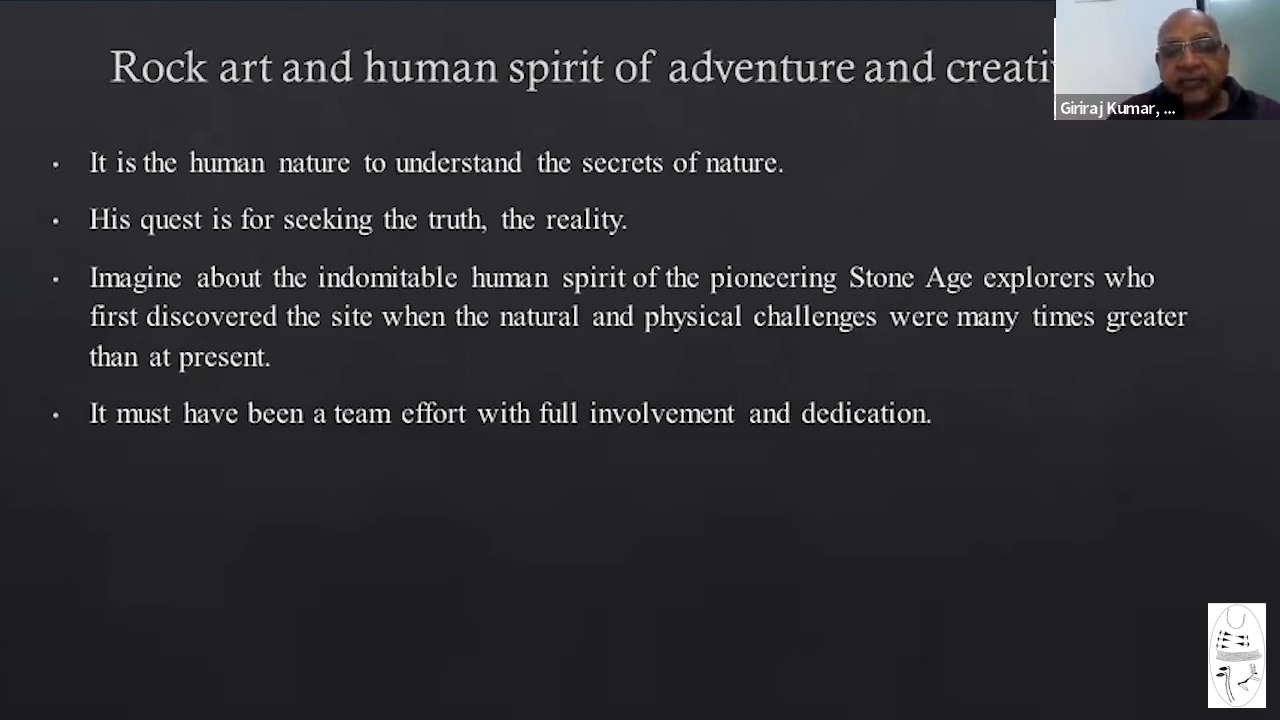 Rock art and human spirit of adventure and creati
Giriraj Kumar, ...
• It is the human nature to understand the secrets of nature.
• His quest is for seeking the truth, the reality.
• Imagine about the indomitable human spirit of the pioneering Stone Age explorers who
first discovered the site when the natural and physical challenges were many times greater
than at present.
• It must have been a team effort with full involvement and dedication.